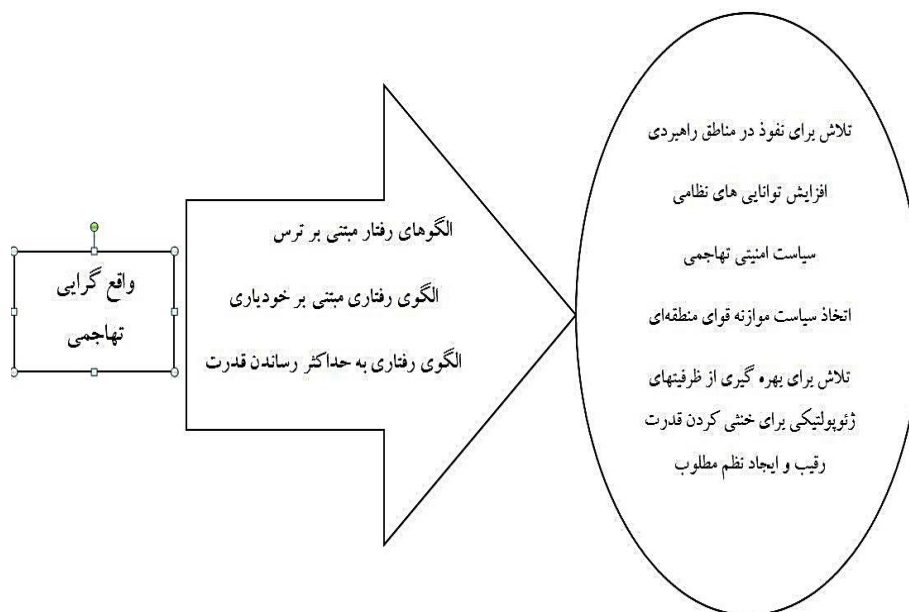 واقع گرایی
تهاجمی
الگوهای رفتار مبتنی بر ترس
الگوی رفتاری مبتنی بر خودیاری
الگوی رفتاری به حداکثر رساندن قدرت
تلاش برای نفوذ در مناطق راهبردی
افزایش توانایی های نظامی
سیاست امنیتی تهاجمی
اتخاذ سیاست موازنه قوای منطقه‌ای
تلاش برای بهره گیری از ظرفیتهای
ژئوپولتیکی برای خنثی کردن قدرت
رقیب و ایجاد نظم مطلوب